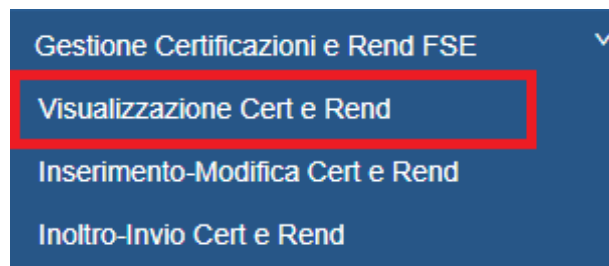 Gestione Certificazioni e Rend FSE
Visualizzazione Cert e Rend
Inserimento-Modifica Cert e Rend
Inoltro-Invio Cert e Rend